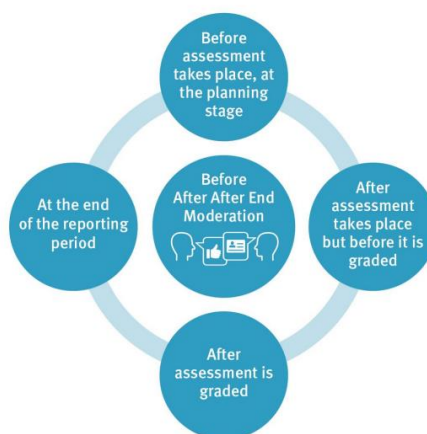 Before
assessment
takes place, at
the planning
stage
At the end
of the reporting
period
Before
After After End
Moderation
After
assessment
takes place
but before it is
graded
After
assessment is
graded